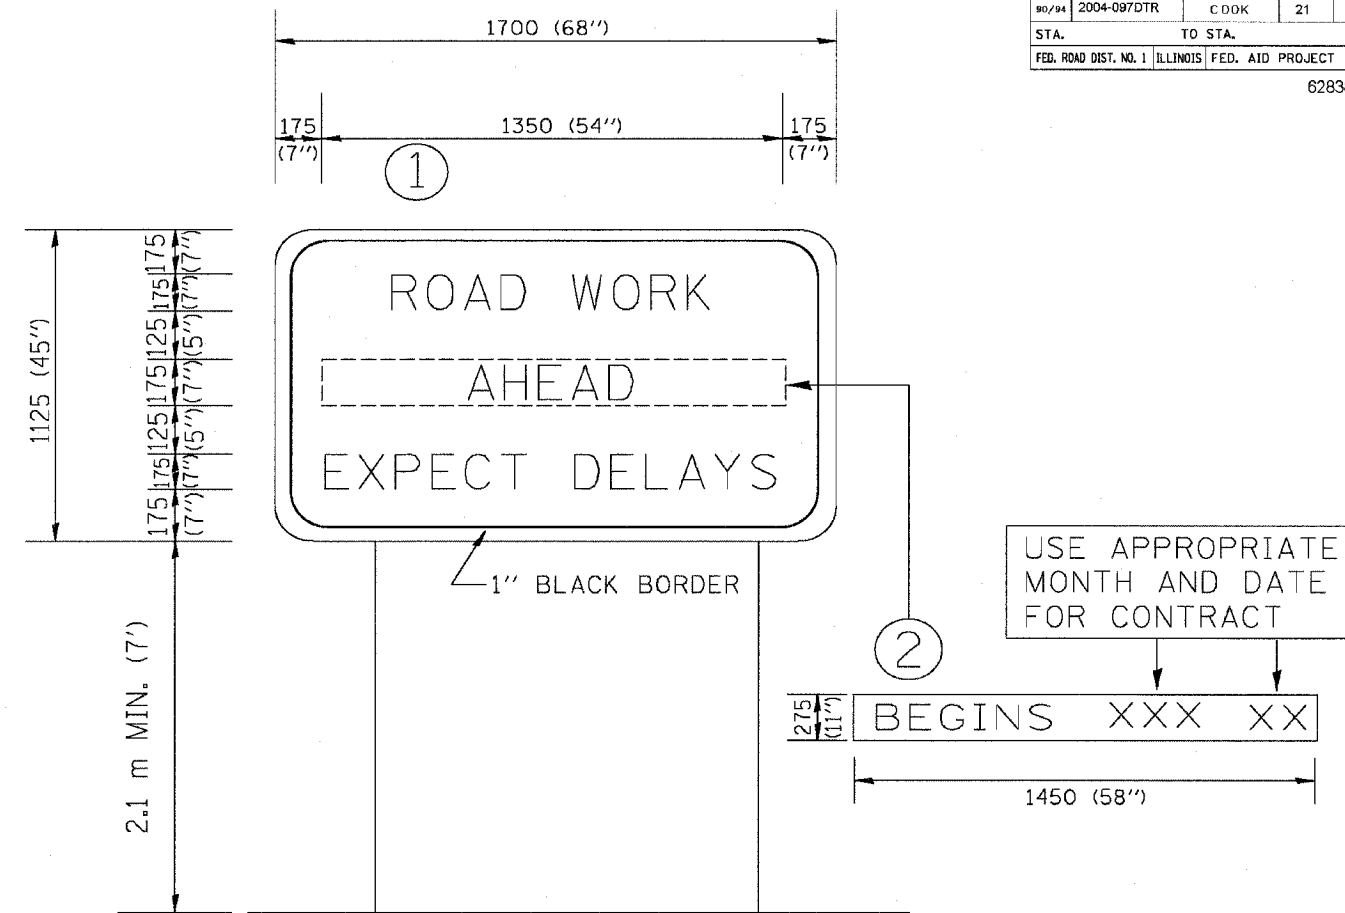 90/94 2004-097DTR COOK 21
STA. TO STA.
FED. ROAD DIST. NO. 1 ILLINOIS FED. AID PROJECT
6283
1700 (68'')
175 (7'') 1350 (54'') 175 (7'')
1
1125 (45'')
175 (7'')
175 (7'')
125 (5'')
175 (7'')
125 (5'')
175 (7'')
175 (7'')
ROAD WORK
AHEAD
EXPECT DELAYS
1'' BLACK BORDER
2.1 m MIN. (7')
USE APPROPRIATE
MONTH AND DATE
FOR CONTRACT
2
275 (11'')
BEGINS XXX XX
1450 (58'')